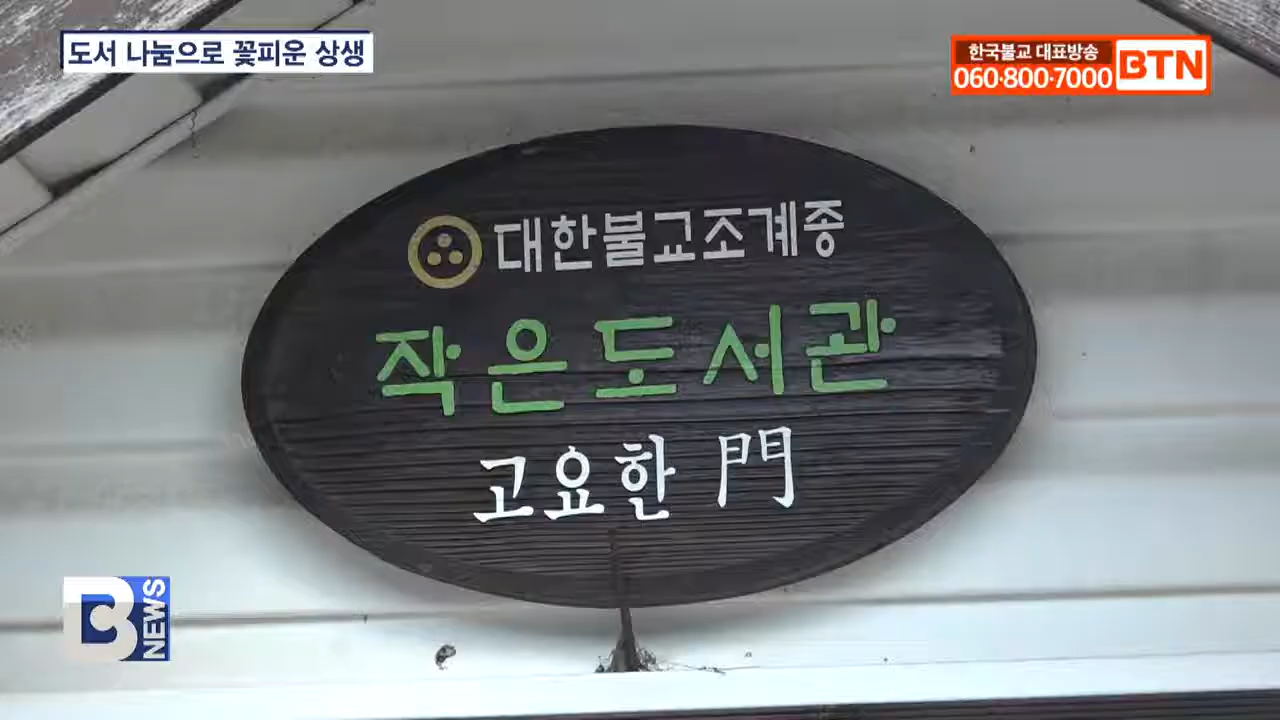 도서 나눔으로 꽃피운 상생
한국불교 대표방송
060·800·7000
BTN
대한불교조계종
작은도서관
고요한 門
B NEWS